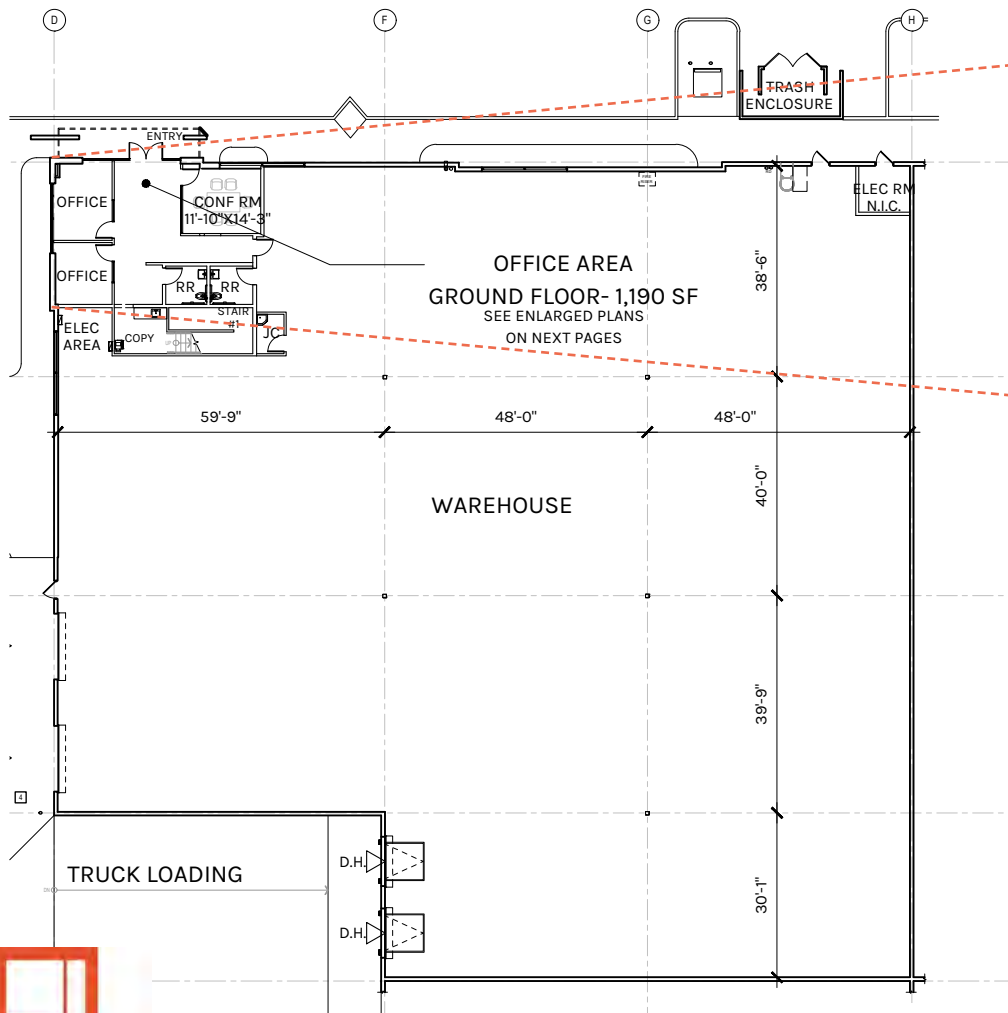 D
F
G
H
TRASH
ENCLOSURE
ENTRY
OFFICE
CONF RM
11'-10"X14'-3"
ELEC RM
N.I.C.
OFFICE AREA
GROUND FLOOR- 1,190 SF
SEE ENLARGED PLANS
ON NEXT PAGES
38'-6"
OFFICE
RR
RR
STAIR
#1
JC
ELEC
AREA
COPY
UP
59'-9"
48'-0"
48'-0"
WAREHOUSE
40'-0"
39'-9"
4
TRUCK LOADING
D.H.
D.H.
30'-1"